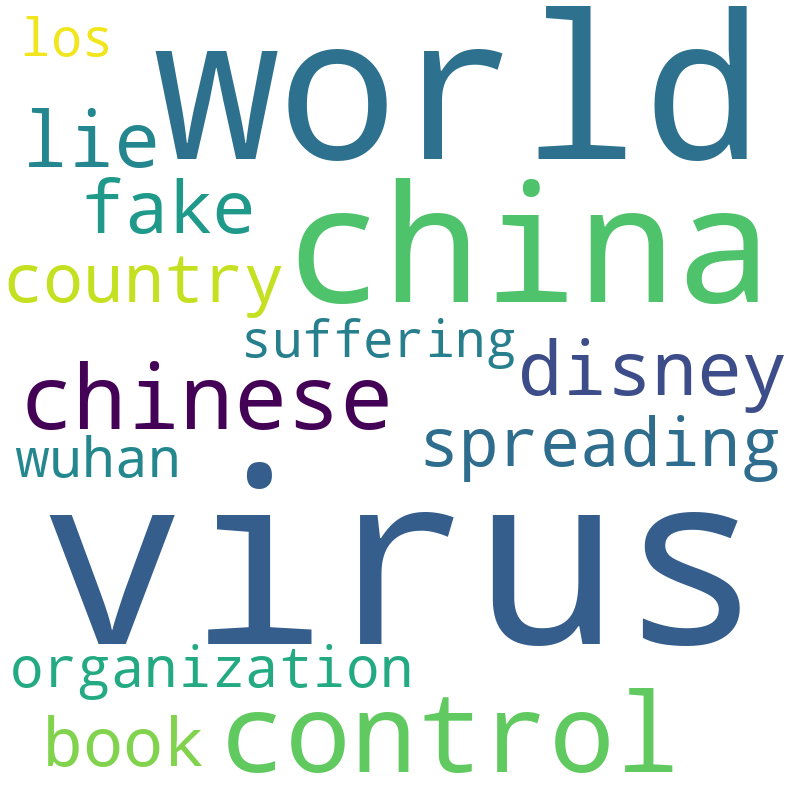 los
world
lie
fake
china
country
suffering
disney
chinese
spreading
wuhan
virus
organization
book
control